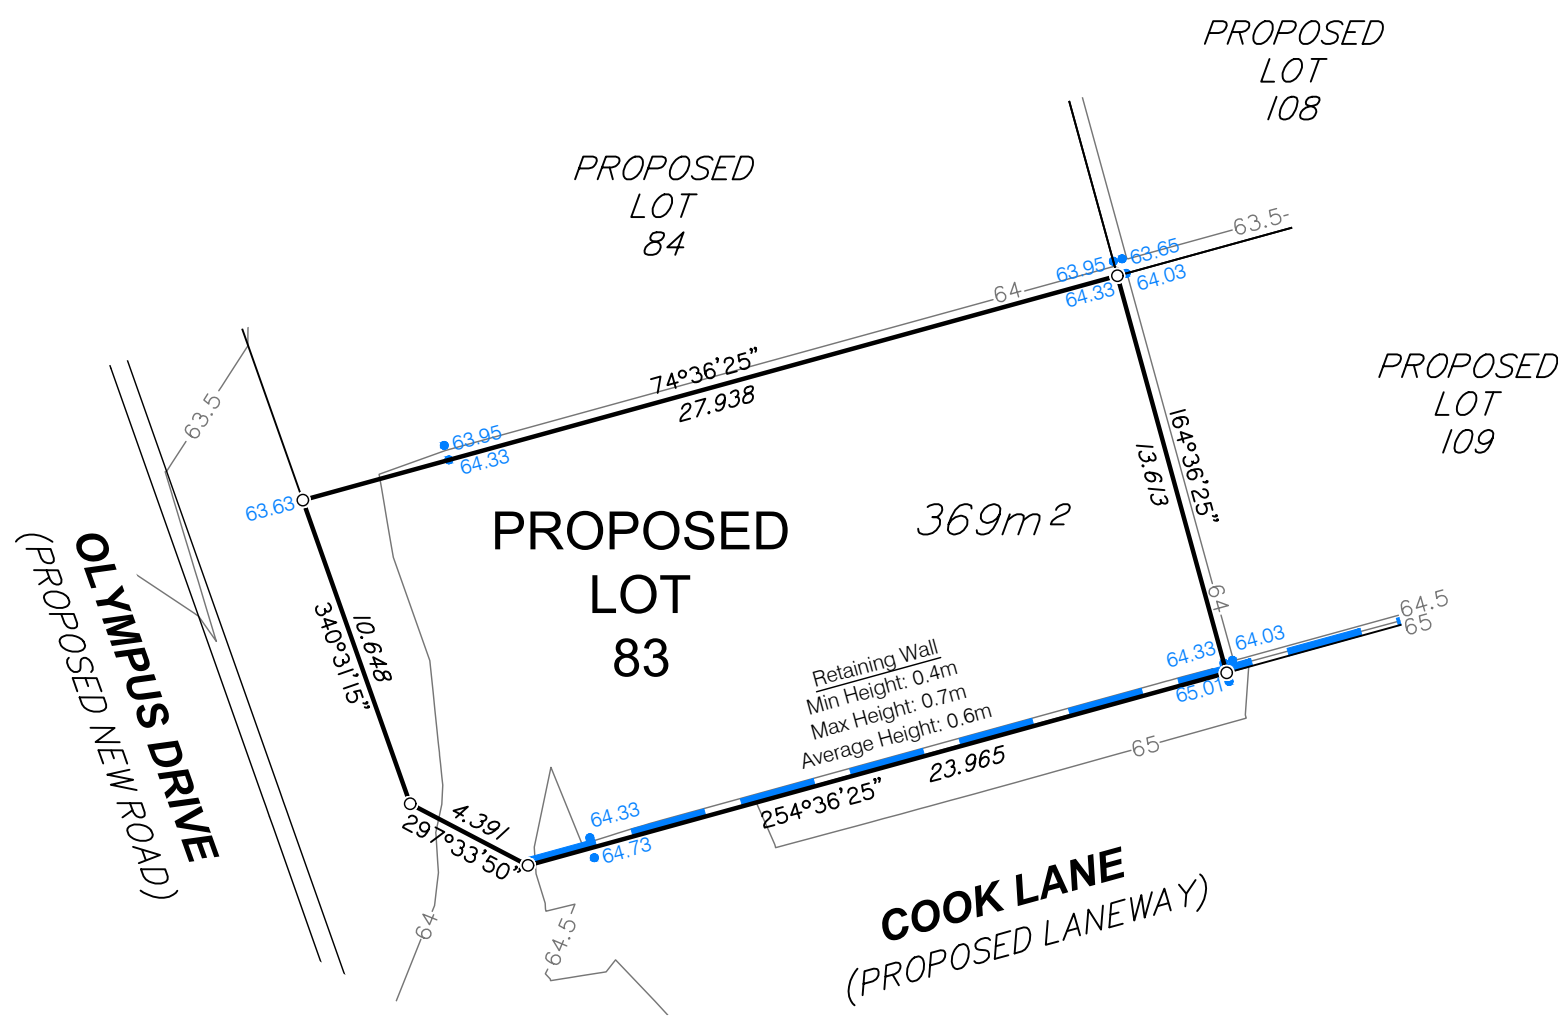 PROPOSED
LOT
108
PROPOSED
LOT
84
63.5-
63.95
63.65
64
64.33
64.03
PROPOSED
LOT
109
63.5
74°36'25"
27.938
63.95
64.33
63.63
164°36'25"
13.613
PROPOSED
LOT
83
369m²
OLYMPUS DRIVE
(PROPOSED NEW ROAD)
340°31'15"
10.648
64
64.5
65
64.33
64.03
65.01
Retaining Wall
Min Height: 0.4m
Max Height: 0.7m
Average Height: 0.6m
65
254°36'25"
23.965
4.391
297°33'50"
64.33
64.73
64
64.5
COOK LANE
(PROPOSED LANEWAY)